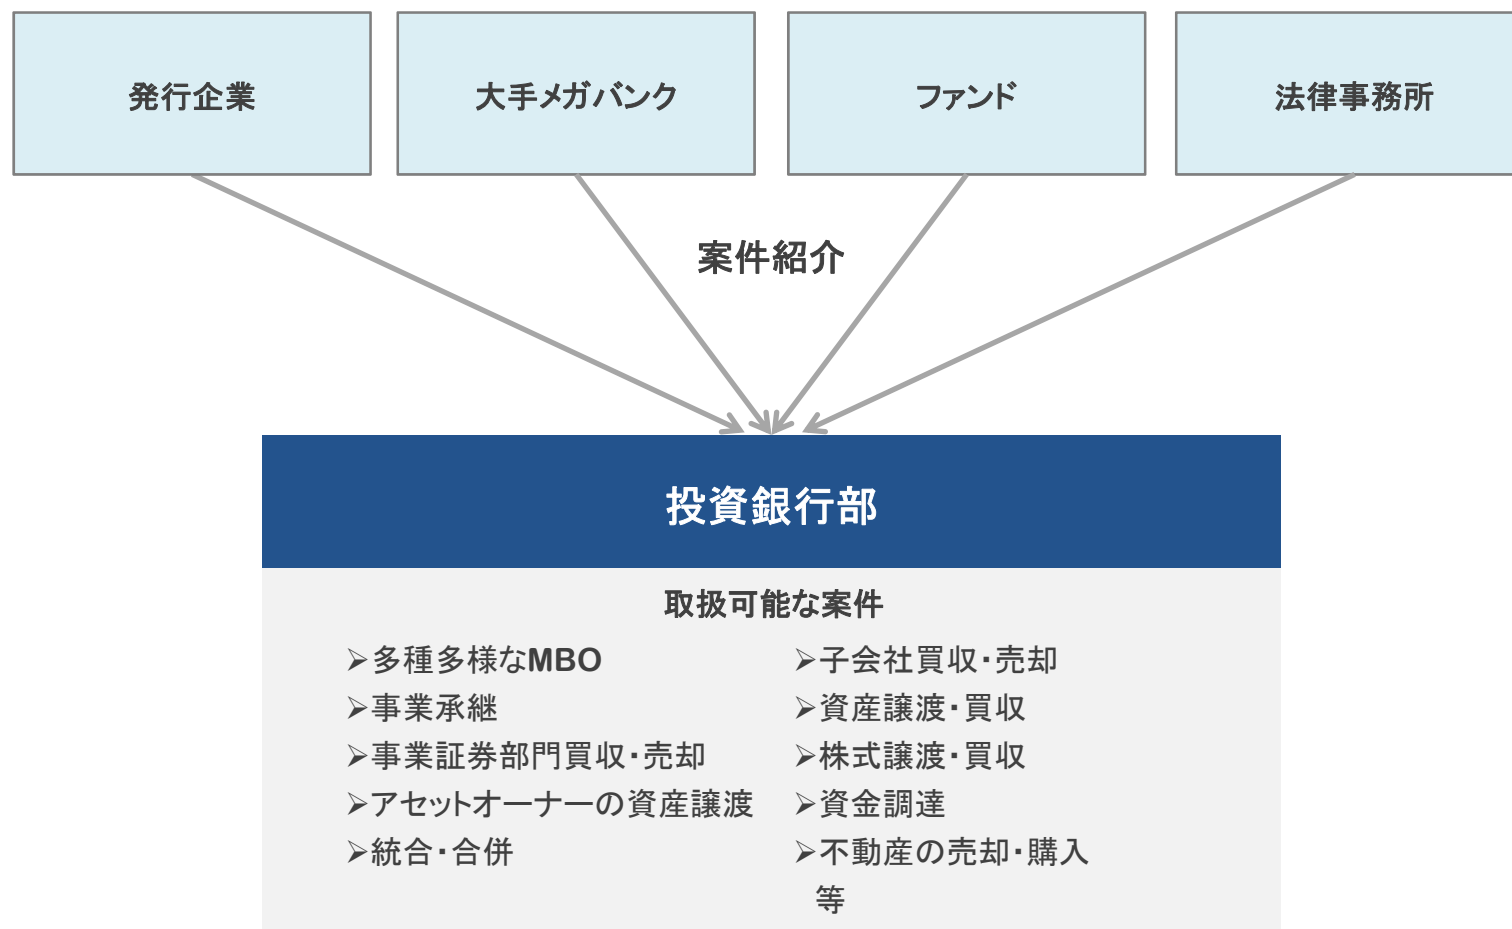 発行企業
大手メガバンク
ファンド
法律事務所
案件紹介
投資銀行部
取扱可能な案件
➢多種多様なMBO
➢事業承継
➢事業証券部門買収・売却
➢アセットオーナーの資産譲渡
➢統合・合併
➢子会社買収・売却
➢資産譲渡・買収
➢株式譲渡・買収
➢資金調達
➢不動産の売却・購入
等